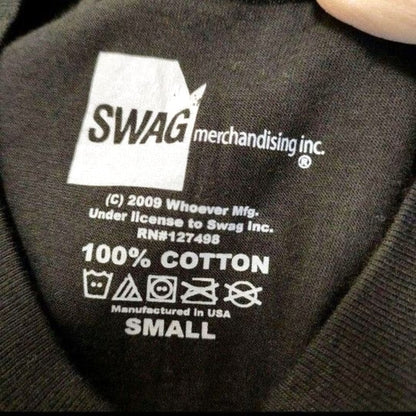 SWAG merchandising inc.®
(C) 2009 Whoever Mfg.
Under license to Swag Inc.
RN#127498
100% COTTON
Manufactured in USA
SMALL